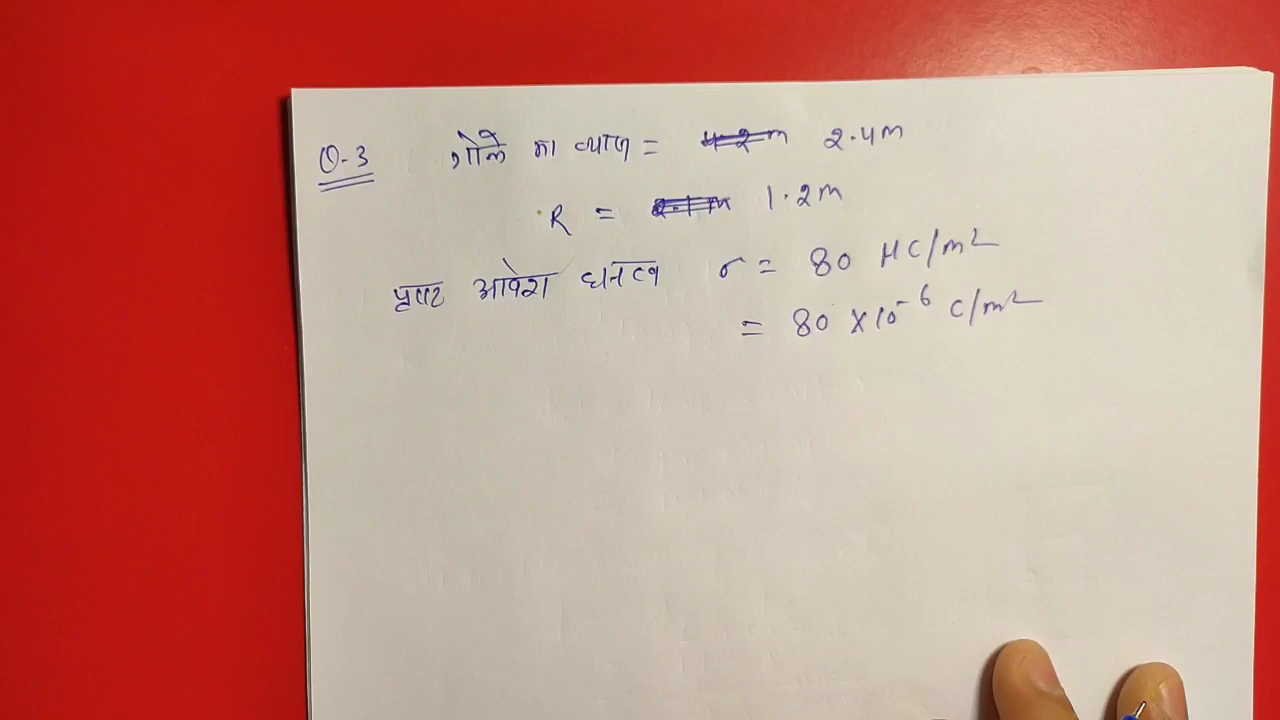 Q-3 गोले का व्यास = 2.4m
R = 1.2m
पृष्ठ आवेश घनत्व σ = 80 μC/m²
= 80 × 10⁻⁶ C/m²